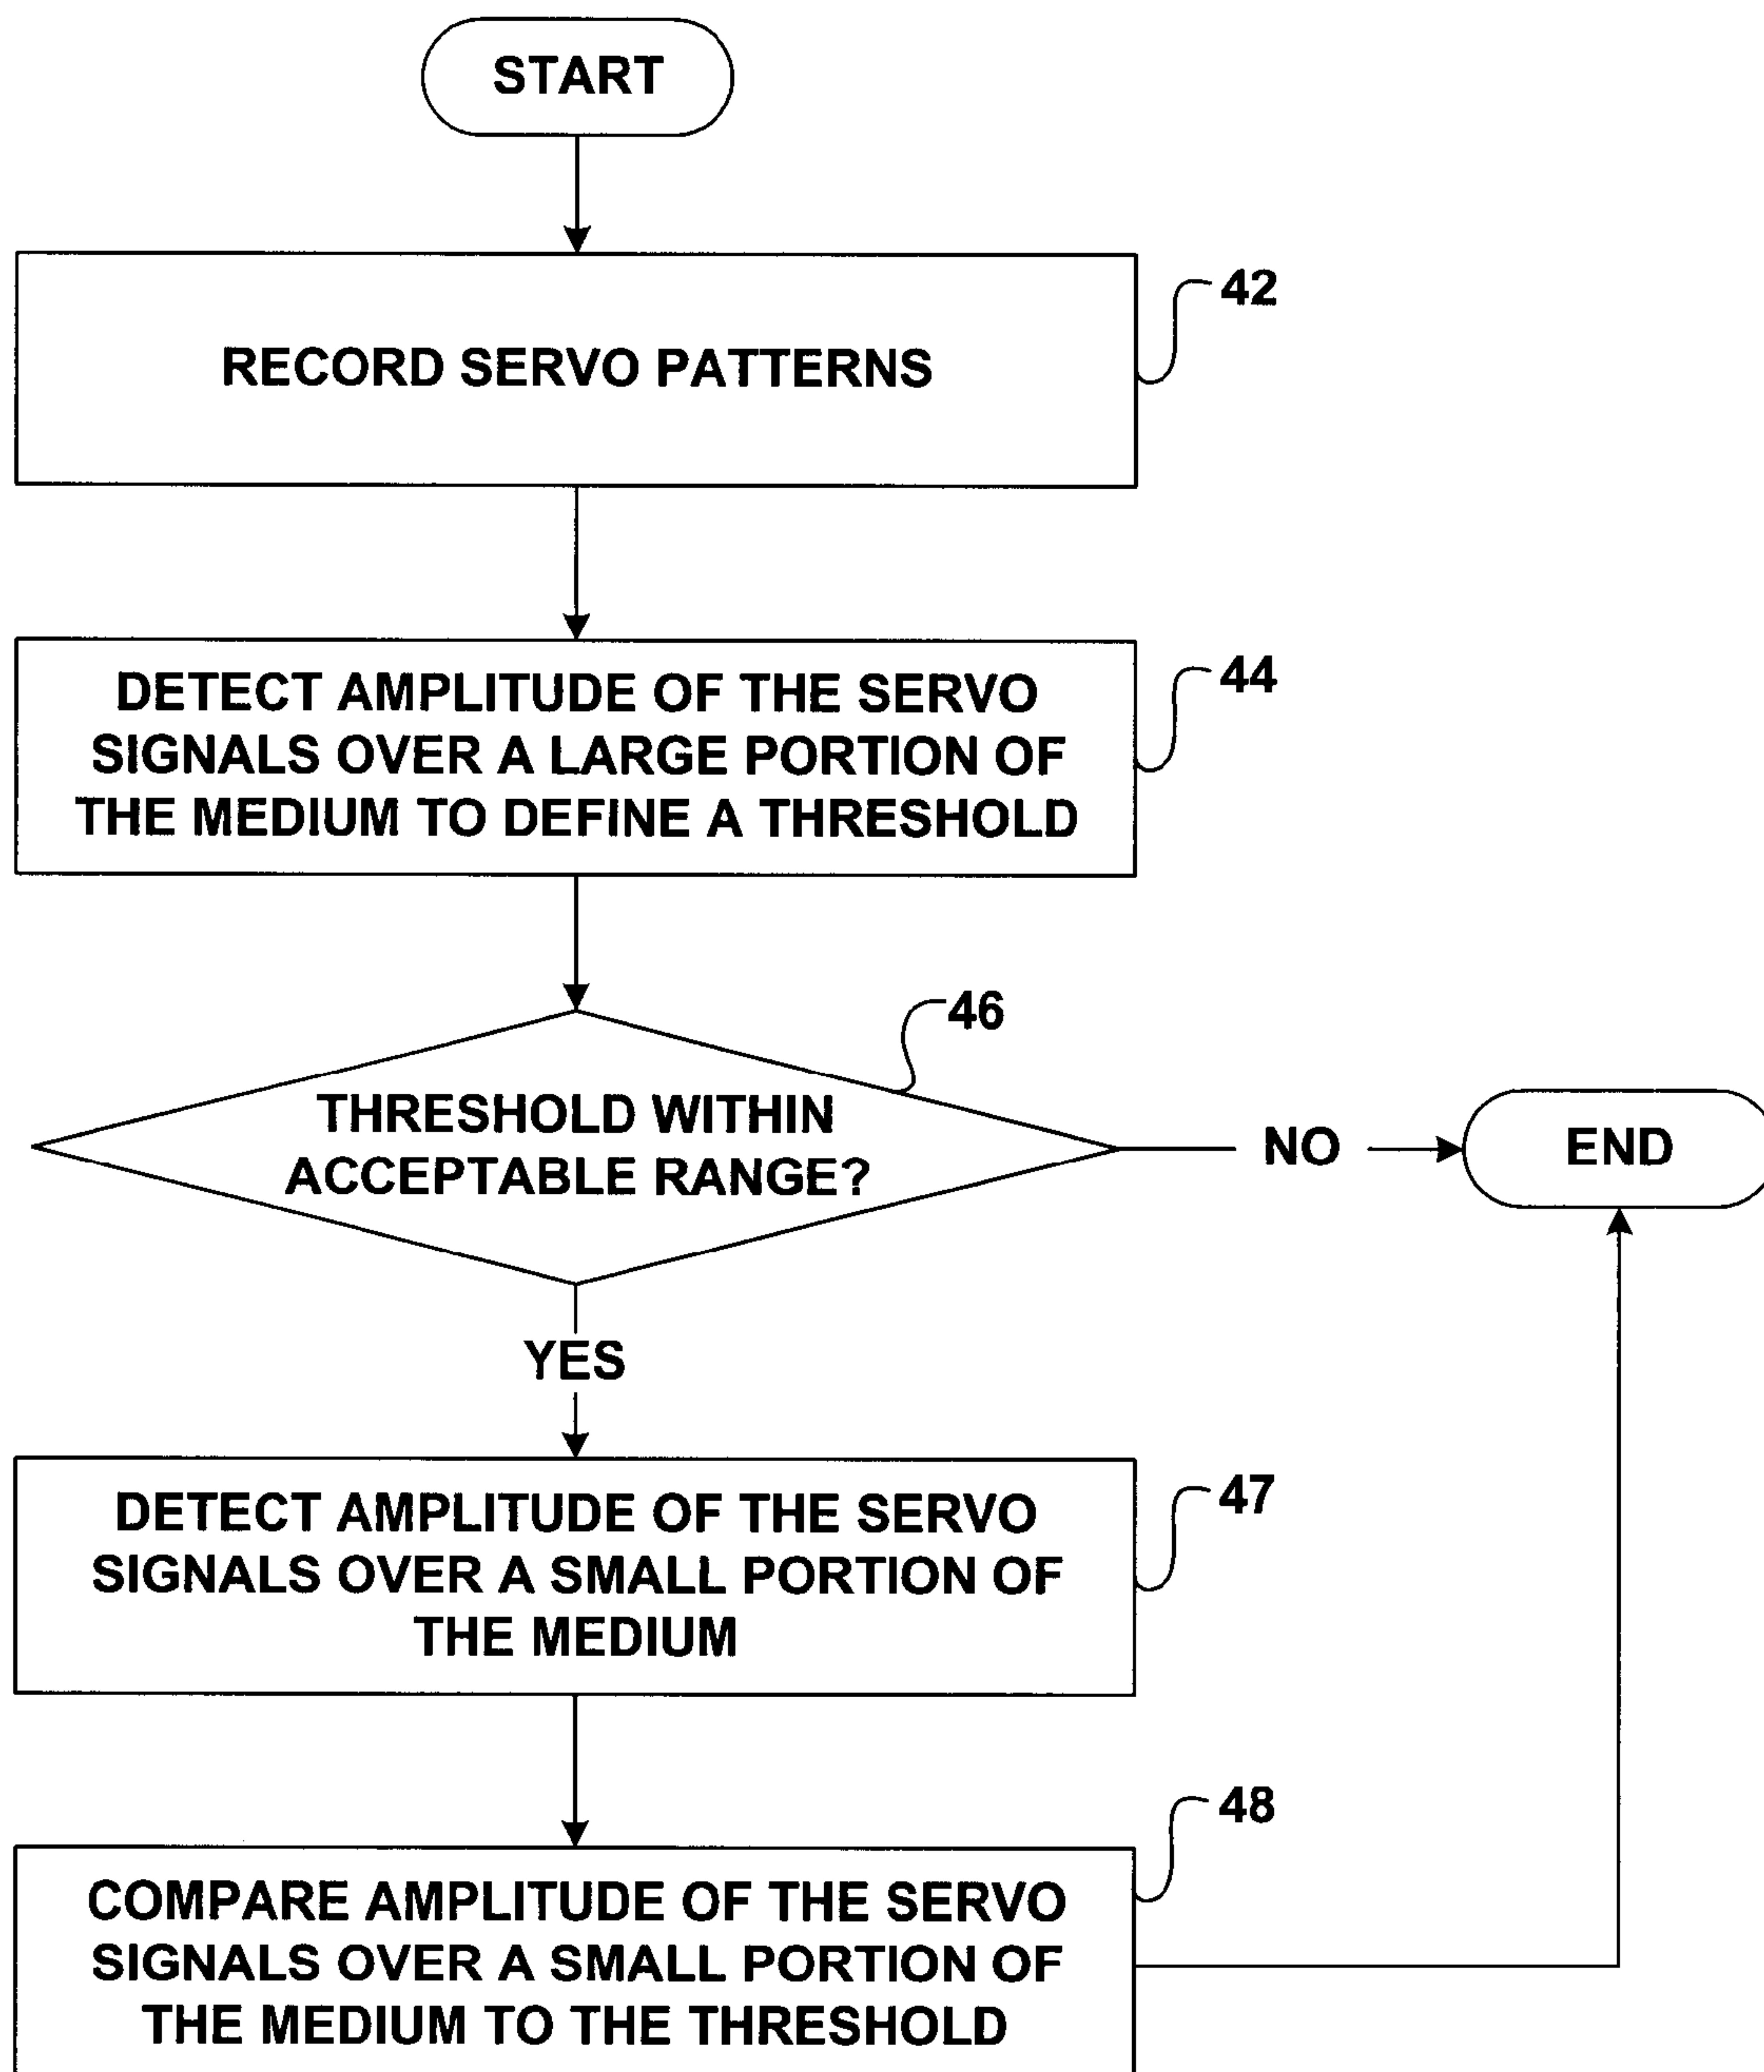 START
42
RECORD SERVO PATTERNS
44
DETECT AMPLITUDE OF THE SERVO
SIGNALS OVER A LARGE PORTION OF
THE MEDIUM TO DEFINE A THRESHOLD
46
THRESHOLD WITHIN
ACCEPTABLE RANGE?
NO
END
YES
47
DETECT AMPLITUDE OF THE SERVO
SIGNALS OVER A SMALL PORTION OF
THE MEDIUM
48
COMPARE AMPLITUDE OF THE SERVO
SIGNALS OVER A SMALL PORTION OF
THE MEDIUM TO THE THRESHOLD